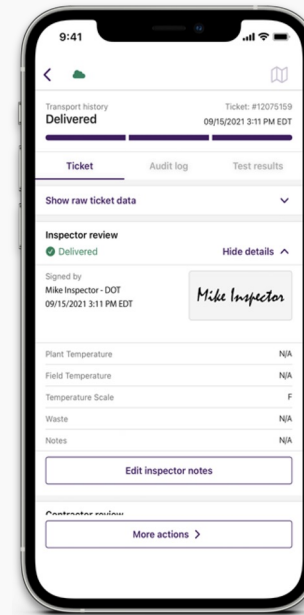 9:41
Transport history
Ticket: #12075159
Delivered
09/15/2021 3:11 PM EDT
Ticket
Audit log
Test results
Show raw ticket data
Inspector review
Delivered
Hide details
Signed by
Mike Inspector - DOT
09/15/2021 3:11 PM EDT
Mike Inspector
Plant Temperature N/A
Field Temperature N/A
Temperature Scale F
Waste N/A
Notes N/A
Edit inspector notes
Contractor review
More actions